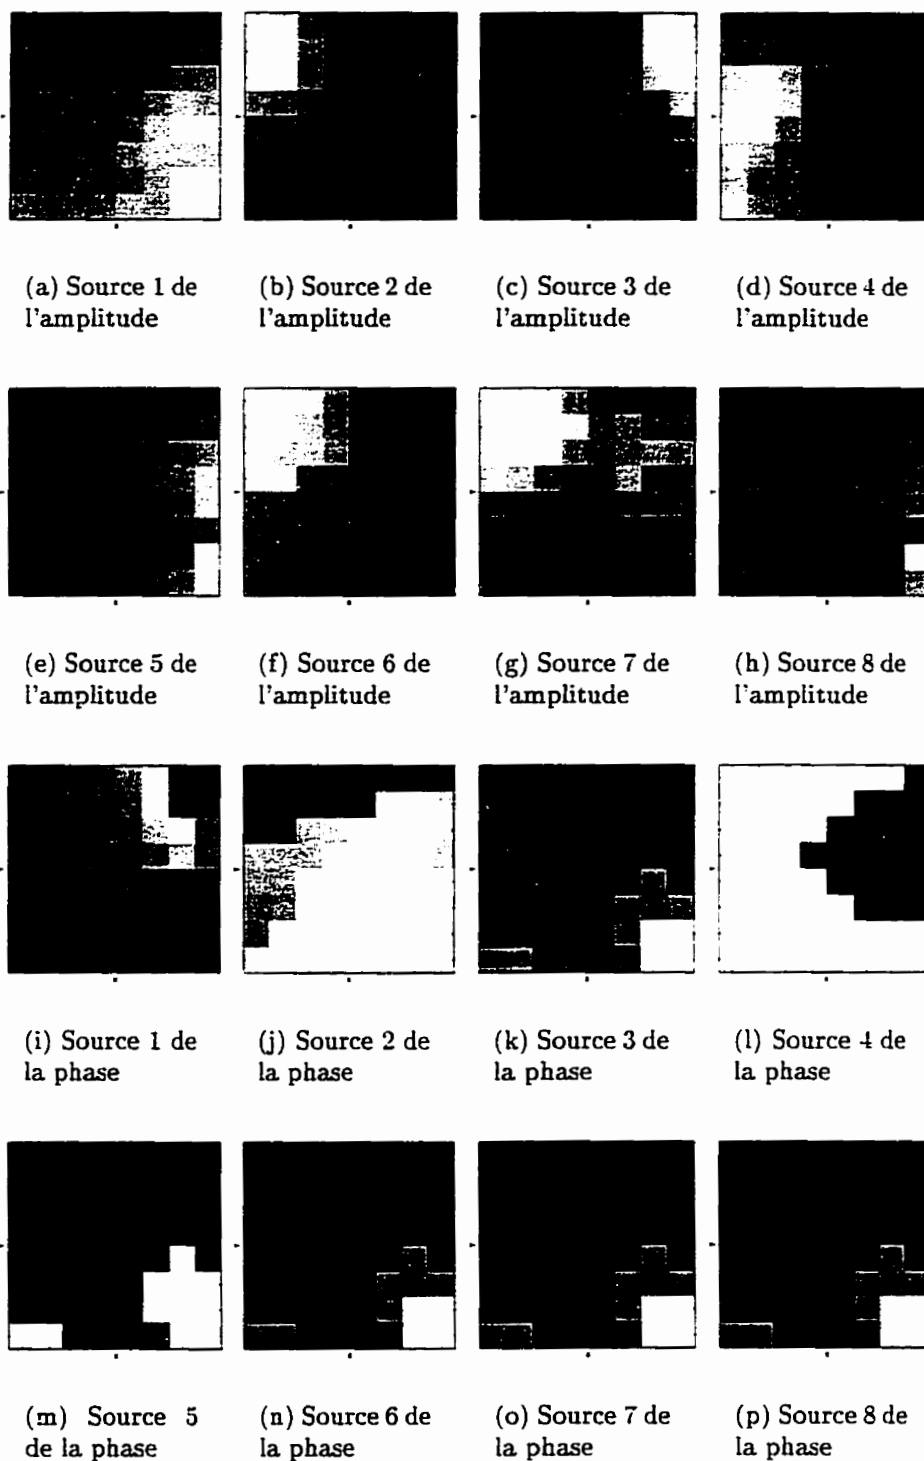 (a) Source 1 de
l'amplitude
(b) Source 2 de
l'amplitude
(c) Source 3 de
l'amplitude
(d) Source 4 de
l'amplitude
(e) Source 5 de
l'amplitude
(f) Source 6 de
l'amplitude
(g) Source 7 de
l'amplitude
(h) Source 8 de
l'amplitude
(i) Source 1 de
la phase
(j) Source 2 de
la phase
(k) Source 3 de
la phase
(l) Source 4 de
la phase
(m) Source 5
de la phase
(n) Source 6 de
la phase
(o) Source 7 de
la phase
(p) Source 8 de
la phase